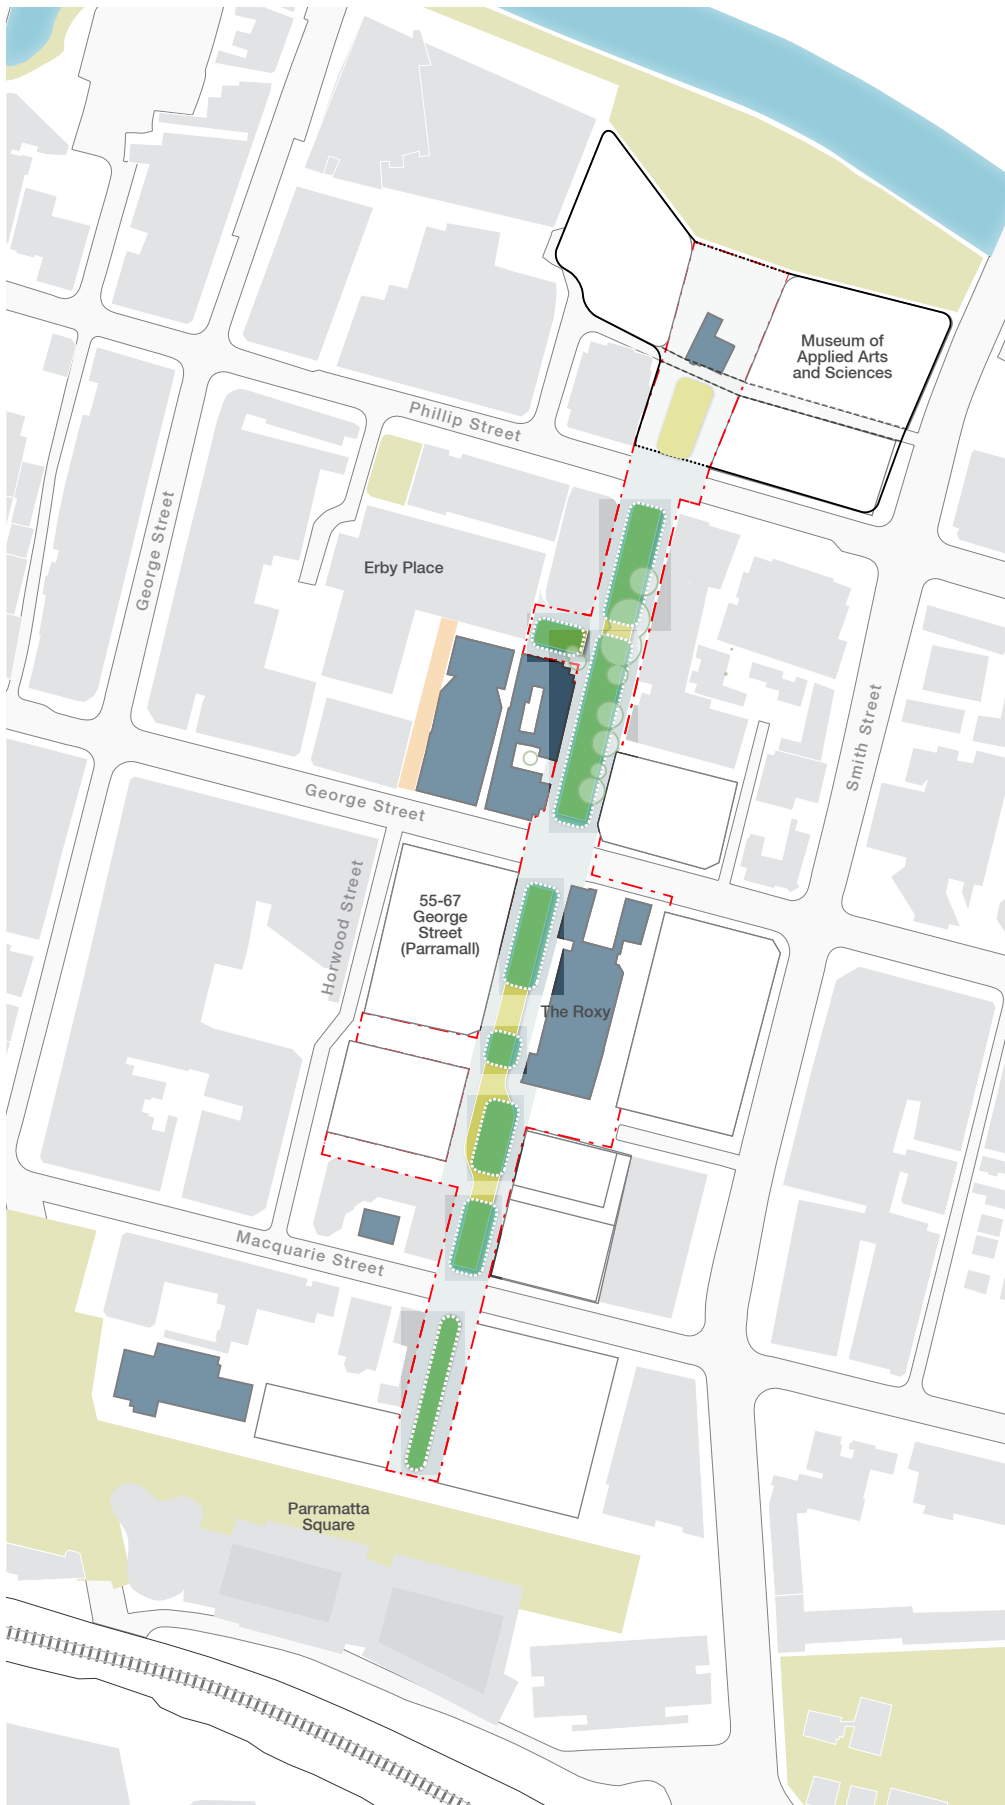 Museum of
Applied Arts
and Sciences
Phillip Street
George Street
Erby Place
Smith Street
George Street
Horwood Street
55-67
George
Street
(Parramall)
The Roxy
Macquarie Street
Parramatta
Square